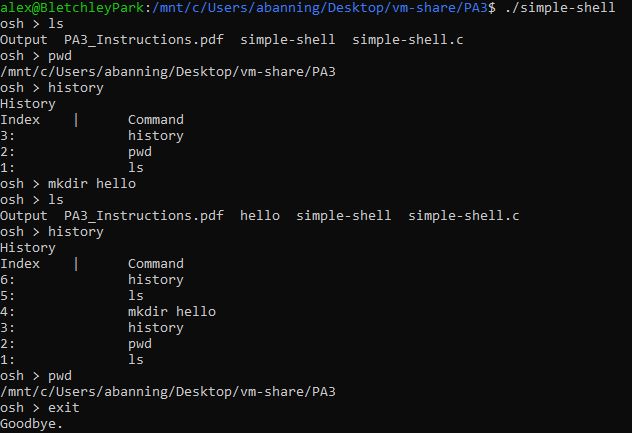 alex@BletchleyPark:/mnt/c/Users/abanning/Desktop/vm-share/PA3$ ./simple-shell
osh > ls
Output  PA3_Instructions.pdf  simple-shell  simple-shell.c
osh > pwd
/mnt/c/Users/abanning/Desktop/vm-share/PA3
osh > history
History
Index    |      Command
3:              history
2:              pwd
1:              ls
osh > mkdir hello
osh > ls
Output  PA3_Instructions.pdf  hello  simple-shell  simple-shell.c
osh > history
History
Index    |      Command
6:              history
5:              ls
4:              mkdir hello
3:              history
2:              pwd
1:              ls
osh > pwd
/mnt/c/Users/abanning/Desktop/vm-share/PA3
osh > exit
Goodbye.